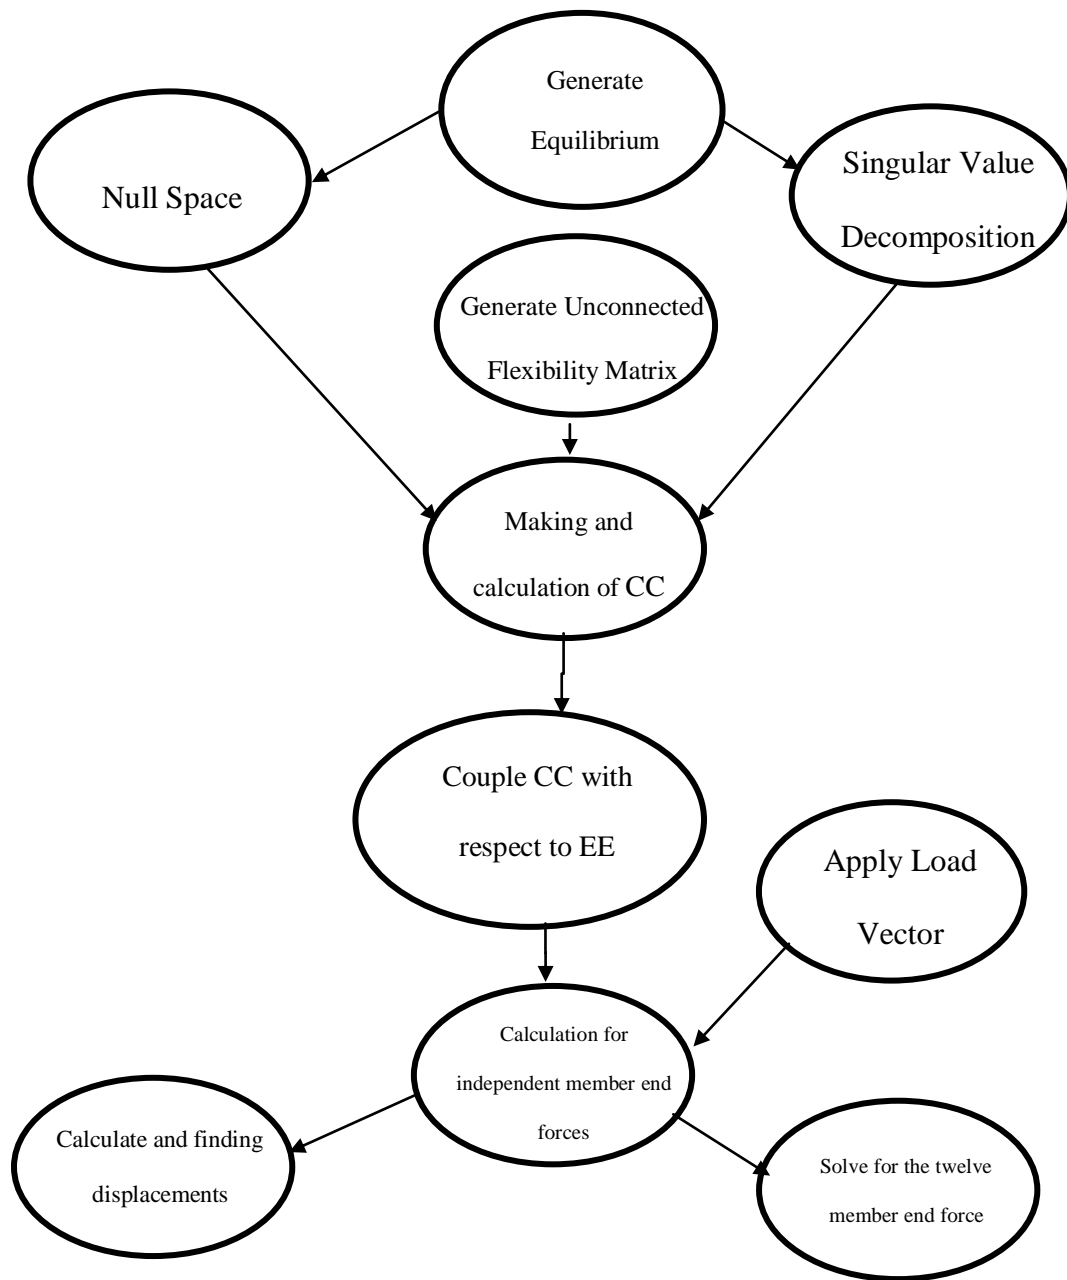 Generate
Equilibrium
Null Space
Singular Value
Decomposition
Generate Unconnected
Flexibility Matrix
Making and
calculation of CC
Couple CC with
respect to EE
Apply Load
Vector
Calculation for
independent member end
forces
Calculate and finding
displacements
Solve for the twelve
member end force